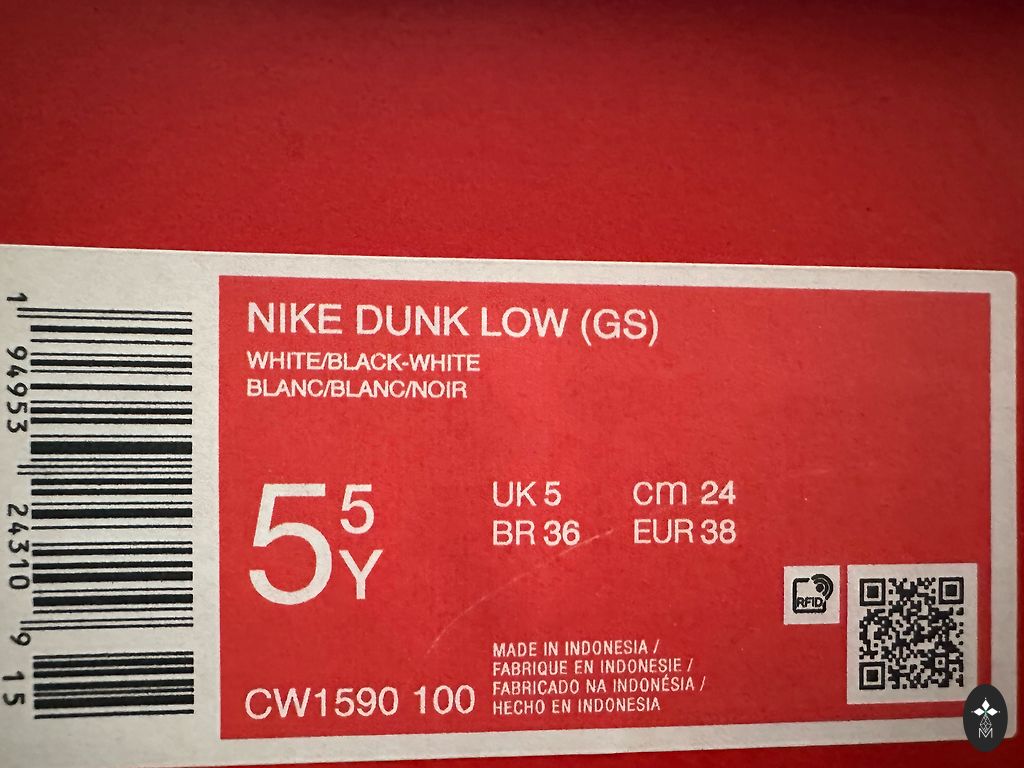 NIKE DUNK LOW (GS)
WHITE/BLACK-WHITE
BLANC/BLANC/NOIR
5 5Y
UK 5 cm 24
BR 36 EUR 38
RFID
MADE IN INDONESIA /
FABRIQUE EN INDONESIE /
FABRICADO NA INDONÉSIA /
HECHO EN INDONESIA
CW1590 100
1 94953 24310 9 15
M